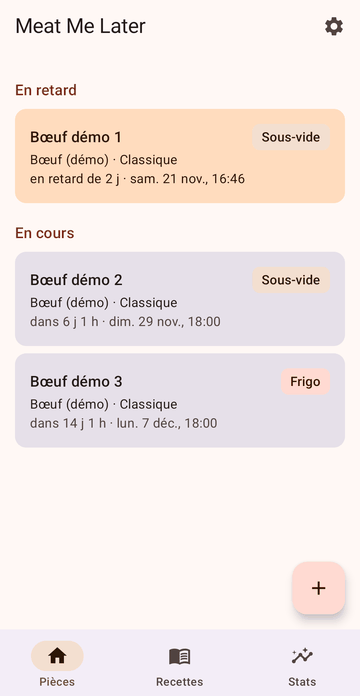 Meat Me Later
En retard
Bœuf démo 1
Sous-vide
Bœuf (démo) · Classique
en retard de 2 j · sam. 21 nov., 16:46
En cours
Bœuf démo 2
Sous-vide
Bœuf (démo) · Classique
dans 6 j 1 h · dim. 29 nov., 18:00
Bœuf démo 3
Frigo
Bœuf (démo) · Classique
dans 14 j 1 h · lun. 7 déc., 18:00
+
Pièces
Recettes
Stats